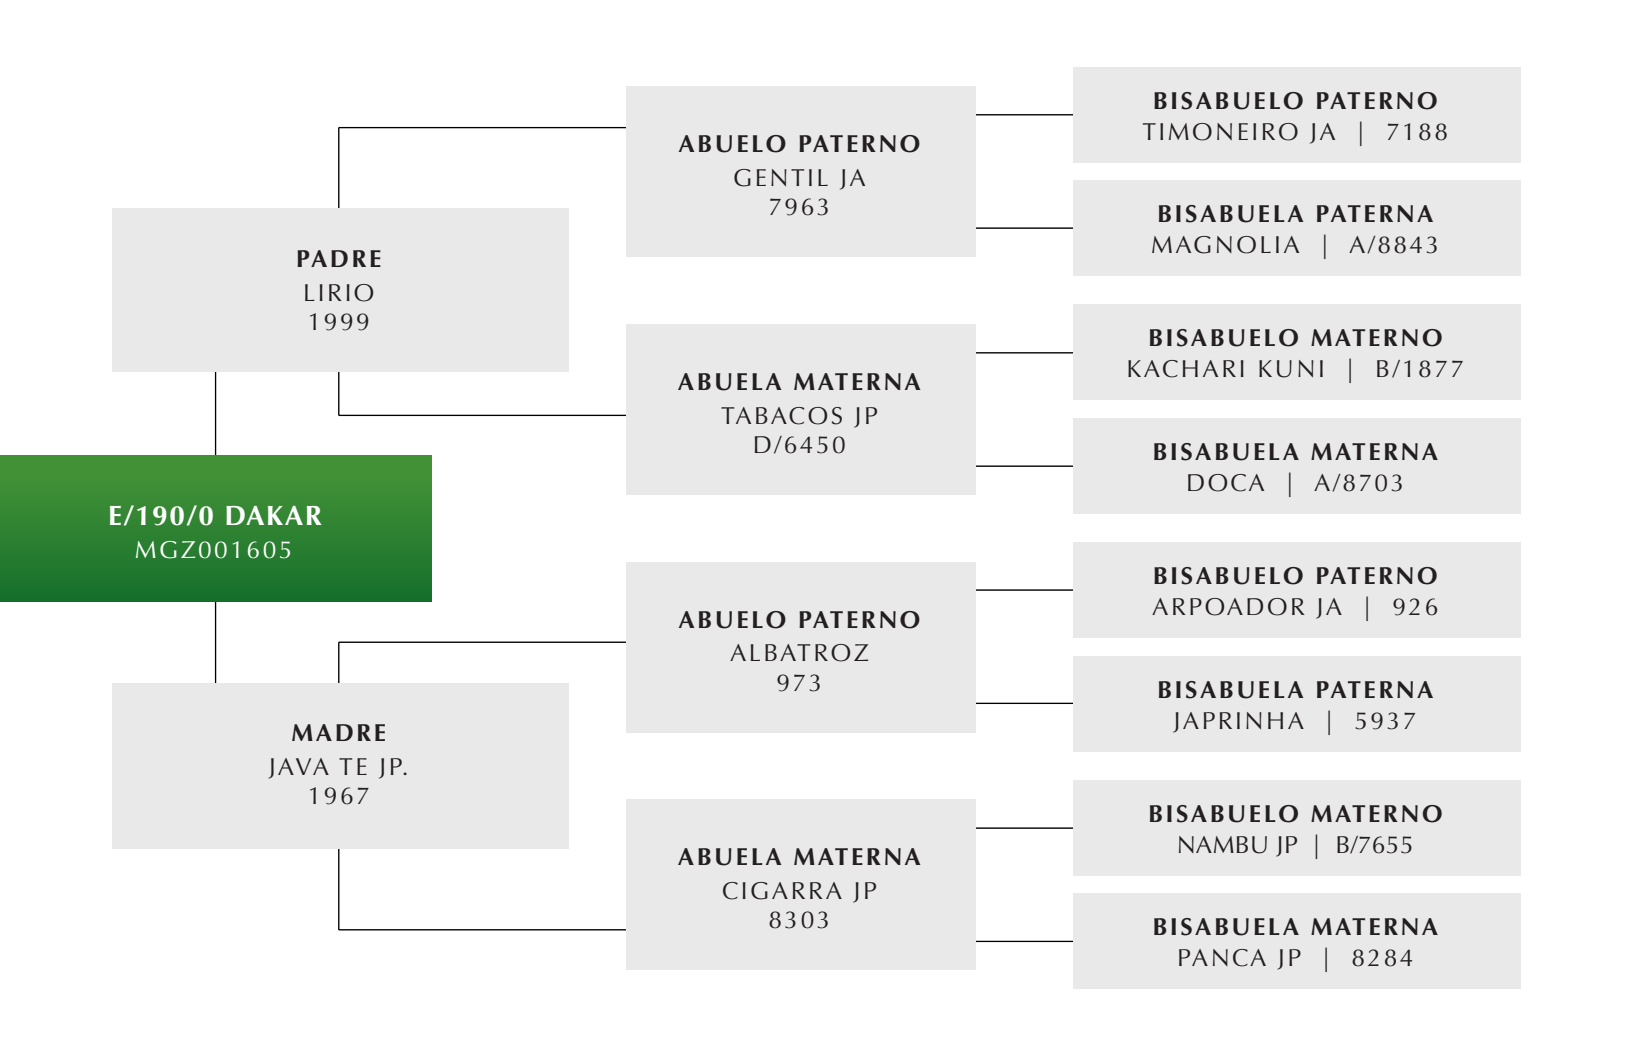 E/190/0 DAKAR
MGZ001605
PADRE
LIRIO
1999
MADRE
JAVA TE JP.
1967
ABUELO PATERNO
GENTIL JA
7963
ABUELA MATERNA
TABACOS JP
D/6450
ABUELO PATERNO
ALBATROZ
973
ABUELA MATERNA
CIGARRA JP
8303
BISABUELO PATERNO
TIMONEIRO JA | 7188
BISABUELA PATERNA
MAGNOLIA | A/8843
BISABUELO MATERNO
KACHARI KUNI | B/1877
BISABUELA MATERNA
DOCA | A/8703
BISABUELO PATERNO
ARPOADOR JA | 926
BISABUELA PATERNA
JAPRINHA | 5937
BISABUELO MATERNO
NAMBU JP | B/7655
BISABUELA MATERNA
PANCA JP | 8284